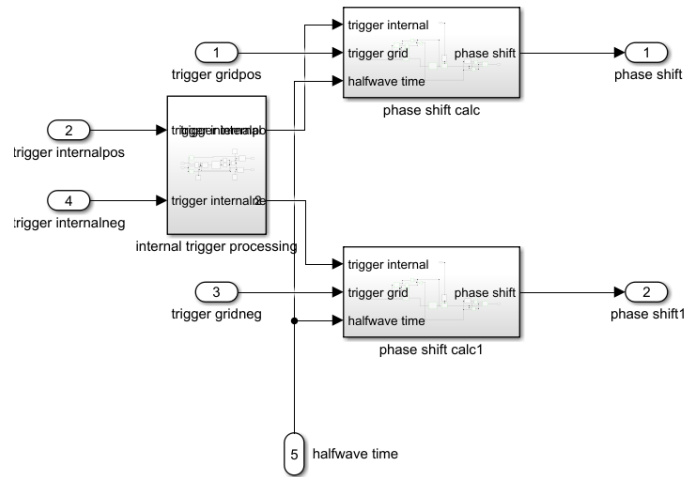 trigger internal
1
trigger grid
phase shift
1
trigger gridpos
halfwave time
phase shift
phase shift calc
2
trigger internalpos
4
trigger internalne
2
trigger internalneg
internal trigger processing
trigger internal
3
trigger grid
phase shift
2
trigger gridneg
halfwave time
phase shift1
phase shift calc1
5
halfwave time